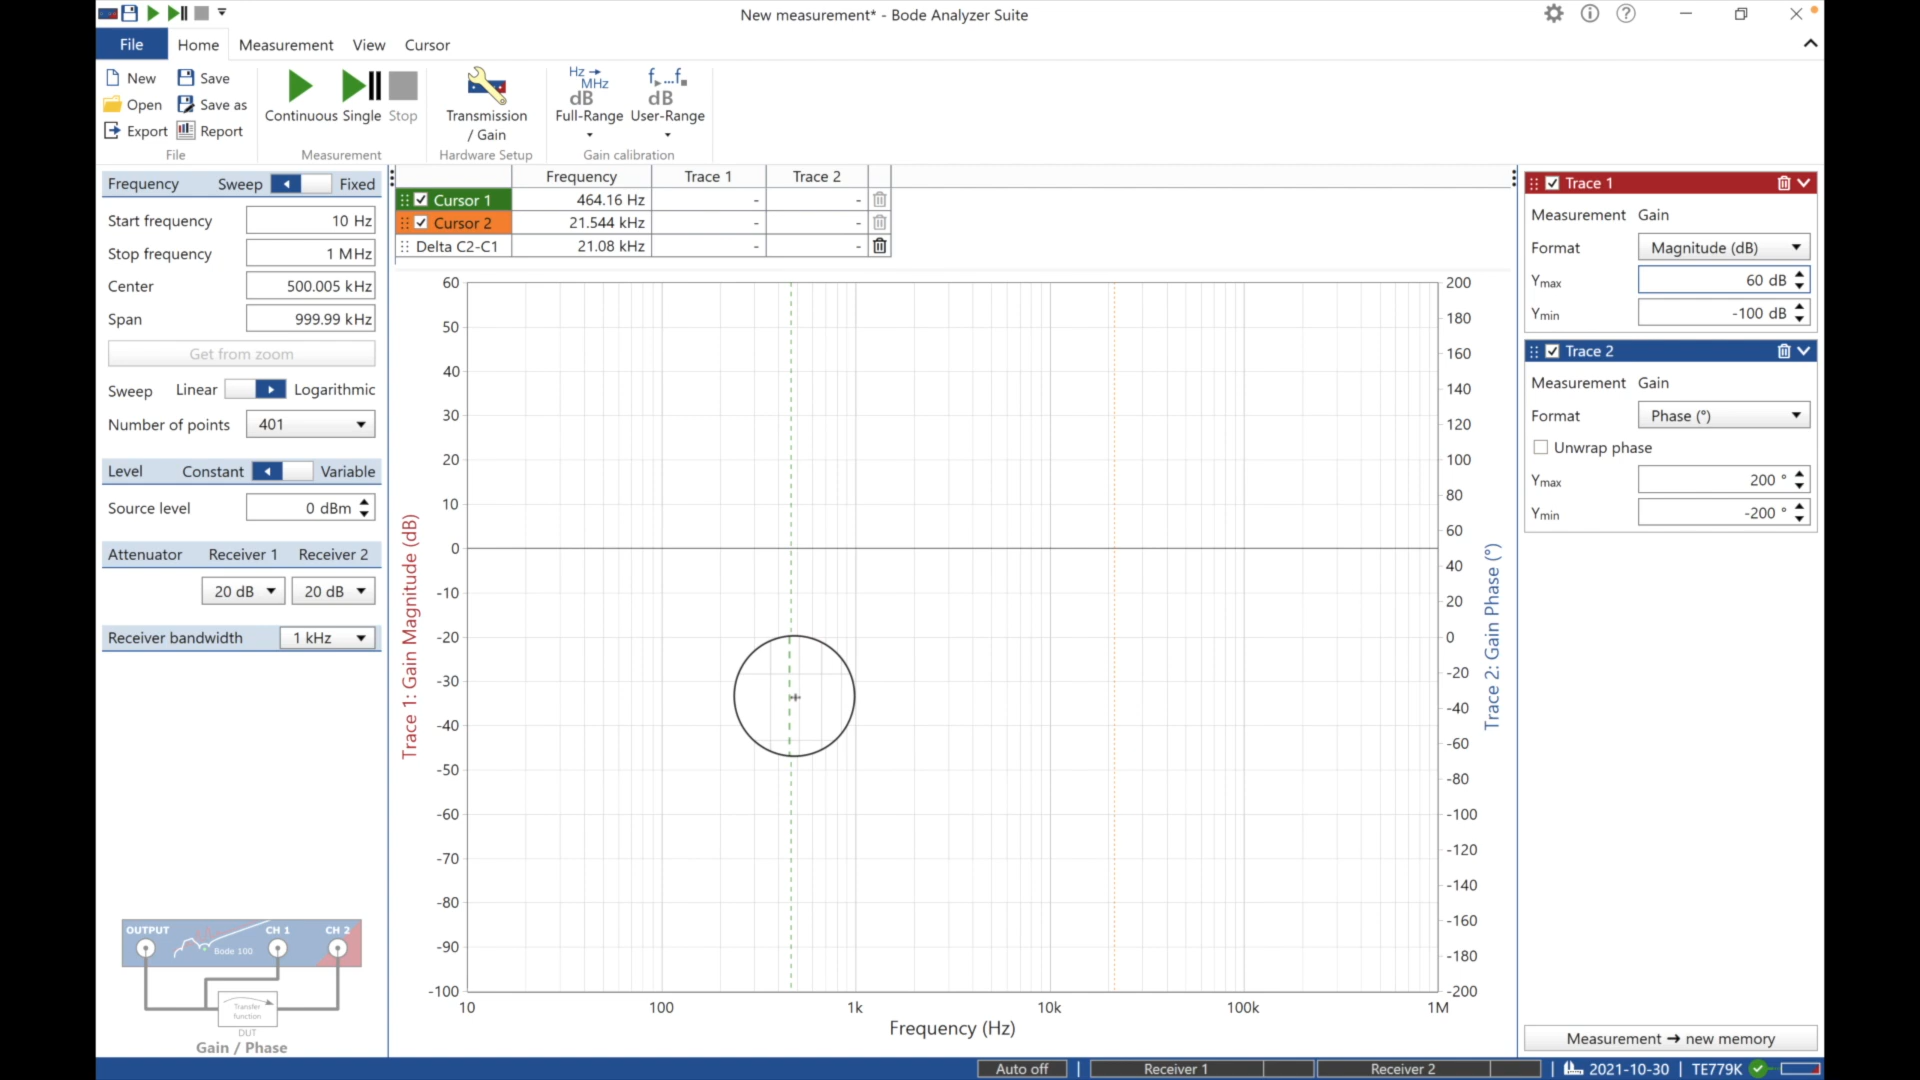 New measurement* - Bode Analyzer Suite
File Home Measurement View Cursor
New Save
Open Save as
Export Report
File
Continuous Single Stop
Measurement
Transmission
/ Gain
Hardware Setup
Hz
MHz
dB
Full-Range
f ... f
dB
User-Range
Gain calibration
Frequency Sweep Fixed
Start frequency 10 Hz
Stop frequency 1 MHz
Center 500.005 kHz
Span 999.99 kHz
Get from zoom
Sweep Linear Logarithmic
Number of points 401
Level Constant Variable
Source level 0 dBm
Attenuator Receiver 1 Receiver 2
20 dB 20 dB
Receiver bandwidth 1 kHz
OUTPUT CH 1 CH 2
Bode 100
Transfer
function
DUT
Gain / Phase
Frequency Trace 1 Trace 2
Cursor 1 464.16 Hz - -
Cursor 2 21.544 kHz - -
Delta C2-C1 21.08 kHz - -
Trace 1: Gain Magnitude (dB)
60
50
40
30
20
10
0
-10
-20
-30
-40
-50
-60
-70
-80
-90
-100
10 100 1k 10k 100k 1M
Frequency (Hz)
200
180
160
140
120
100
80
60
40
20
0
-20
-40
-60
-80
-100
-120
-140
-160
-180
-200
Trace 2: Gain Phase (°)
Trace 1
Measurement Gain
Format Magnitude (dB)
Ymax 60 dB
Ymin -100 dB
Trace 2
Measurement Gain
Format Phase (°)
Unwrap phase
Ymax 200 °
Ymin -200 °
Measurement → new memory
Auto off | Receiver 1 Receiver 2 | 2021-10-30 | TE779K